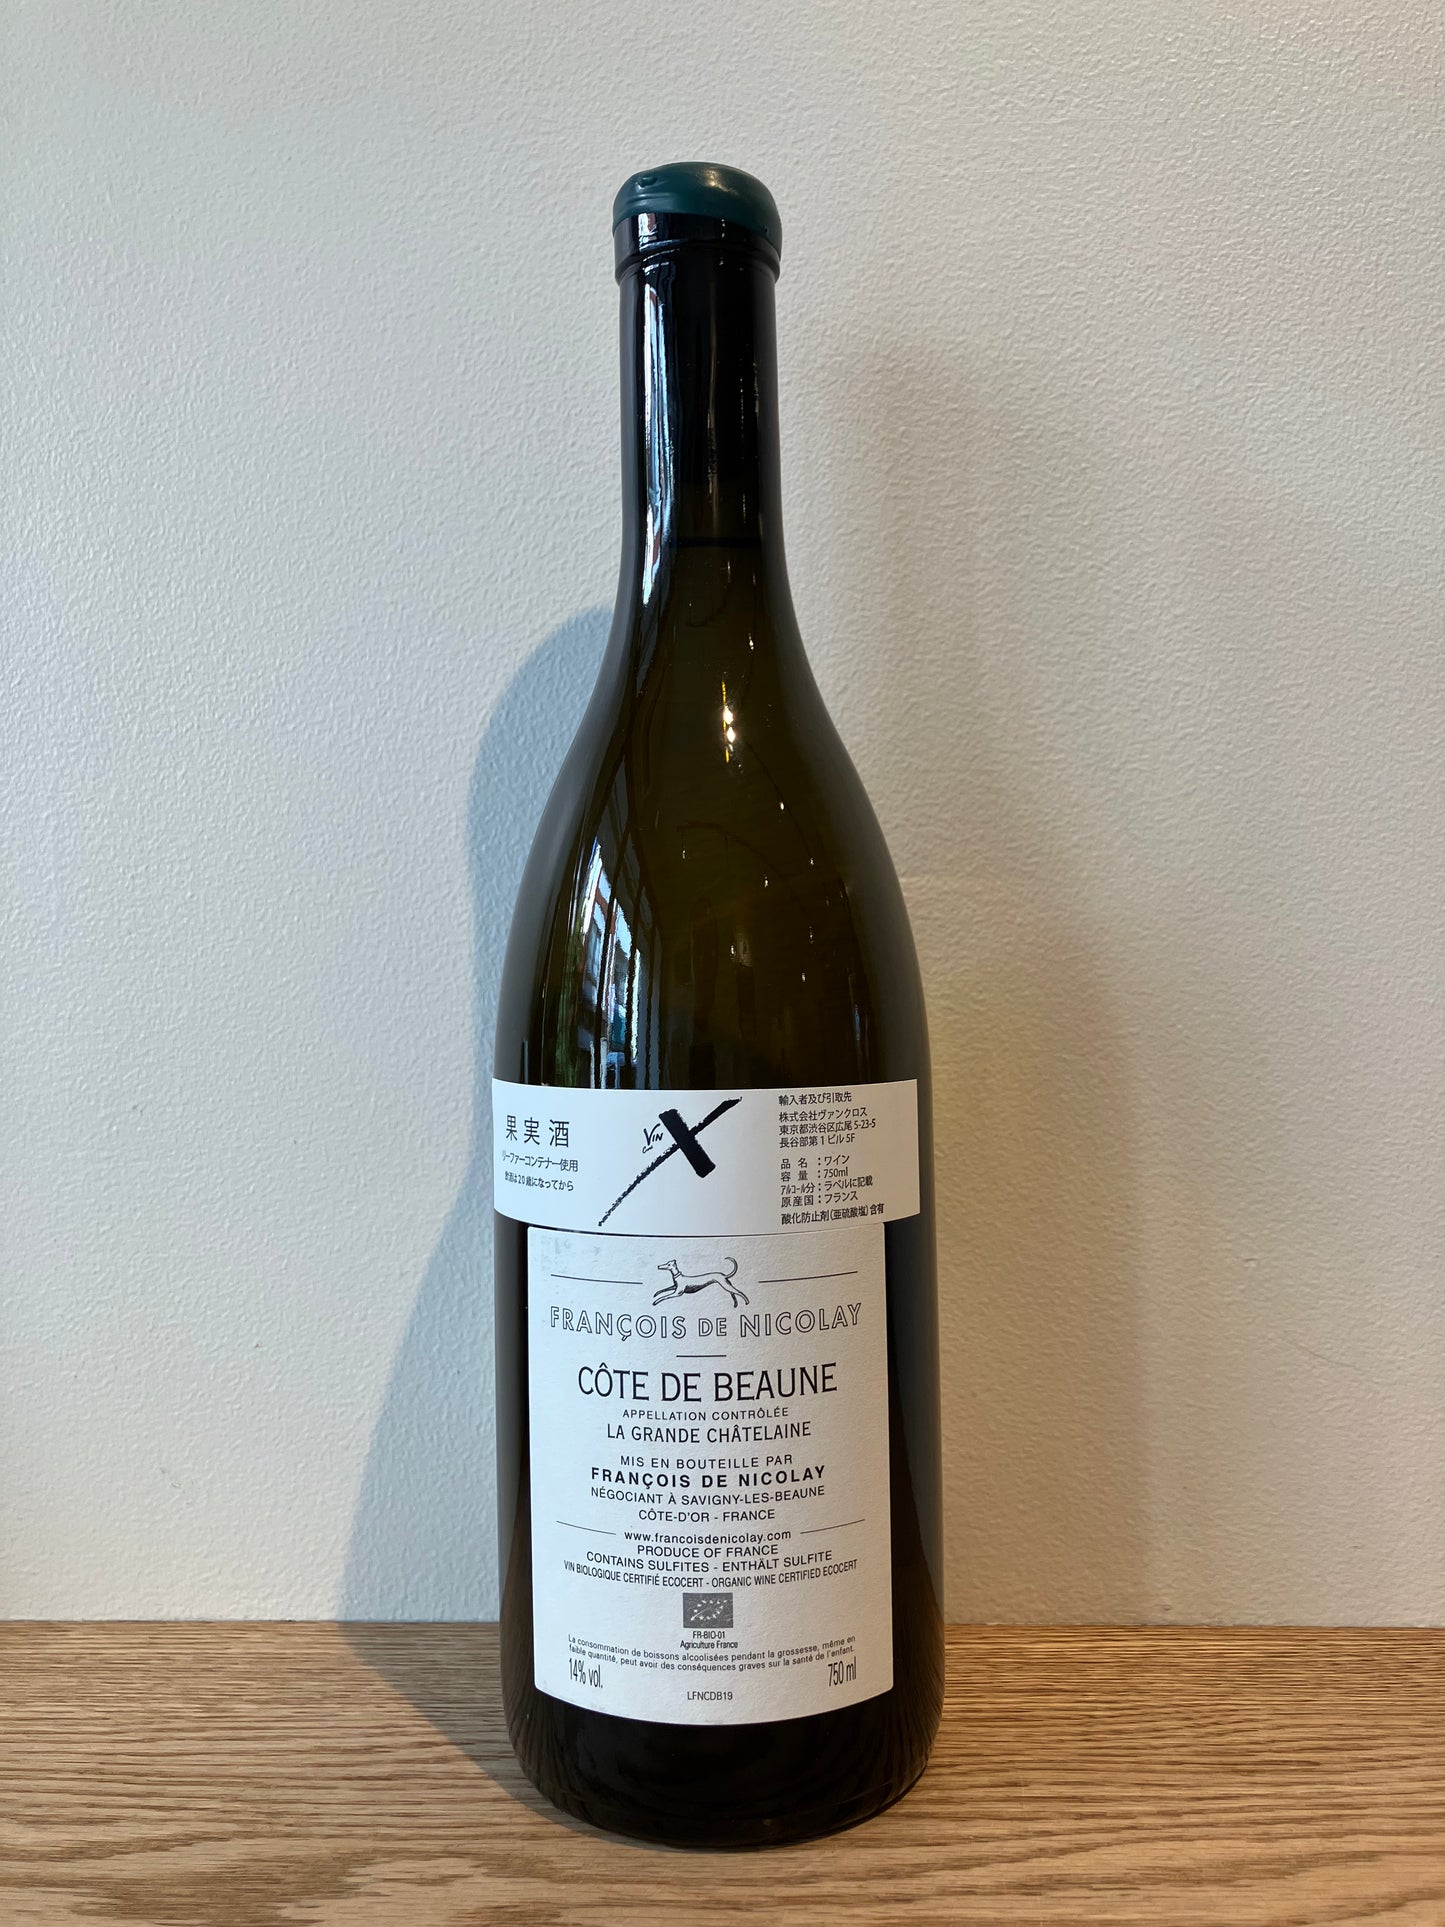 果実酒
リーファーコンテナー使用
飲酒は20歳になってから
VIN
X
輸入者及び引取先
株式会社ヴァンクロス
東京都渋谷区広尾5-23-5
長谷部第1ビル5F
品名：ワイン
容量：750ml
アルコール分：ラベルに記載
原産国：フランス
酸化防止剤（亜硫酸塩）含有
FRANÇOIS DE NICOLAY
CÔTE DE BEAUNE
APPELLATION CONTRÔLÉE
LA GRANDE CHÂTELAINE
MIS EN BOUTEILLE PAR
FRANÇOIS DE NICOLAY
NÉGOCIANT À SAVIGNY-LES-BEAUNE
CÔTE-D'OR - FRANCE
www.francoisdenicolay.com
PRODUCE OF FRANCE
CONTAINS SULFITES - ENTHÄLT SULFITE
VIN BIOLOGIQUE CERTIFIÉ ECOCERT - ORGANIC WINE CERTIFIED ECOCERT
FR-BIO-01
Agriculture France
La consommation de boissons alcoolisées pendant la grossesse, même en
faible quantité, peut avoir des conséquences graves sur la santé de l'enfant.
14% vol.
750 ml
LFNCDB19